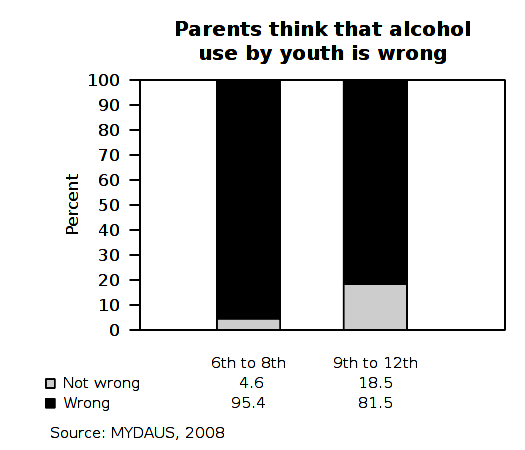 Parents think that alcohol
use by youth is wrong
100
90
80
70
60
50
40
30
20
10
0
Percent
6th to 8th 9th to 12th
Not wrong 4.6 18.5
Wrong 95.4 81.5
Source: MYDAUS, 2008